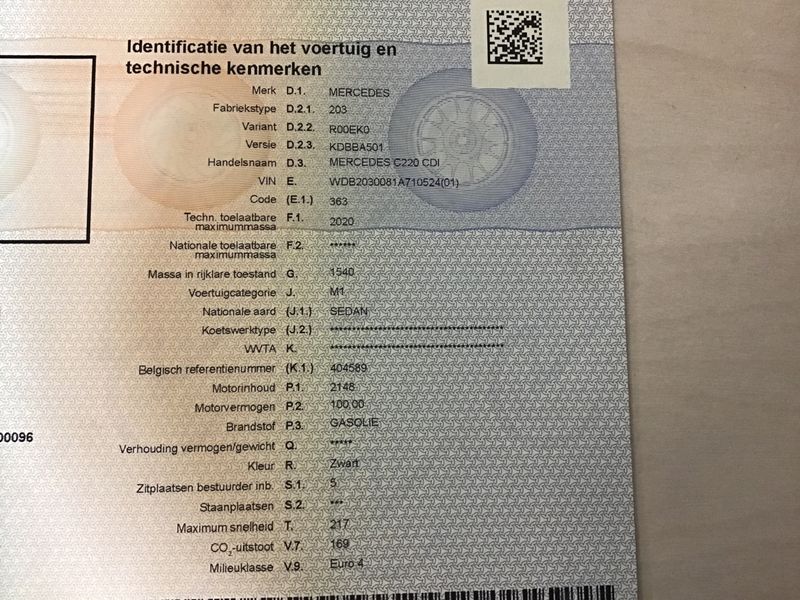 Identificatie van het voertuig en
technische kenmerken
Merk D.1. MERCEDES
Fabriekstype D.2.1. 203
Variant D.2.2. R00EK0
Versie D.2.3. KDBBA501
Handelsnaam D.3. MERCEDES C220 CDI
VIN E. WDB2030081A710524(01)
Code (E.1.) 363
Techn. toelaatbare F.1. 2020
maximummassa
Nationale toelaatbare F.2. ******
maximummassa
Massa in rijklare toestand G. 1540
Voertuigcategorie J. M1
Nationale aard (J.1.) SEDAN
Koetswerktype (J.2.) ******************************************
WVTA K. ******************************************
Belgisch referentienummer (K.1.) 404589
Motorinhoud P.1. 2148
Motorvermogen P.2. 100,00
Brandstof P.3. GASOLIE
00096
Verhouding vermogen/gewicht Q. *****
Kleur R. Zwart
Zitplaatsen bestuurder inb. S.1. 5
Staanplaatsen S.2. ***
Maximum snelheid T. 217
CO2-uitstoot V.7. 169
Milieuklasse V.9. Euro 4